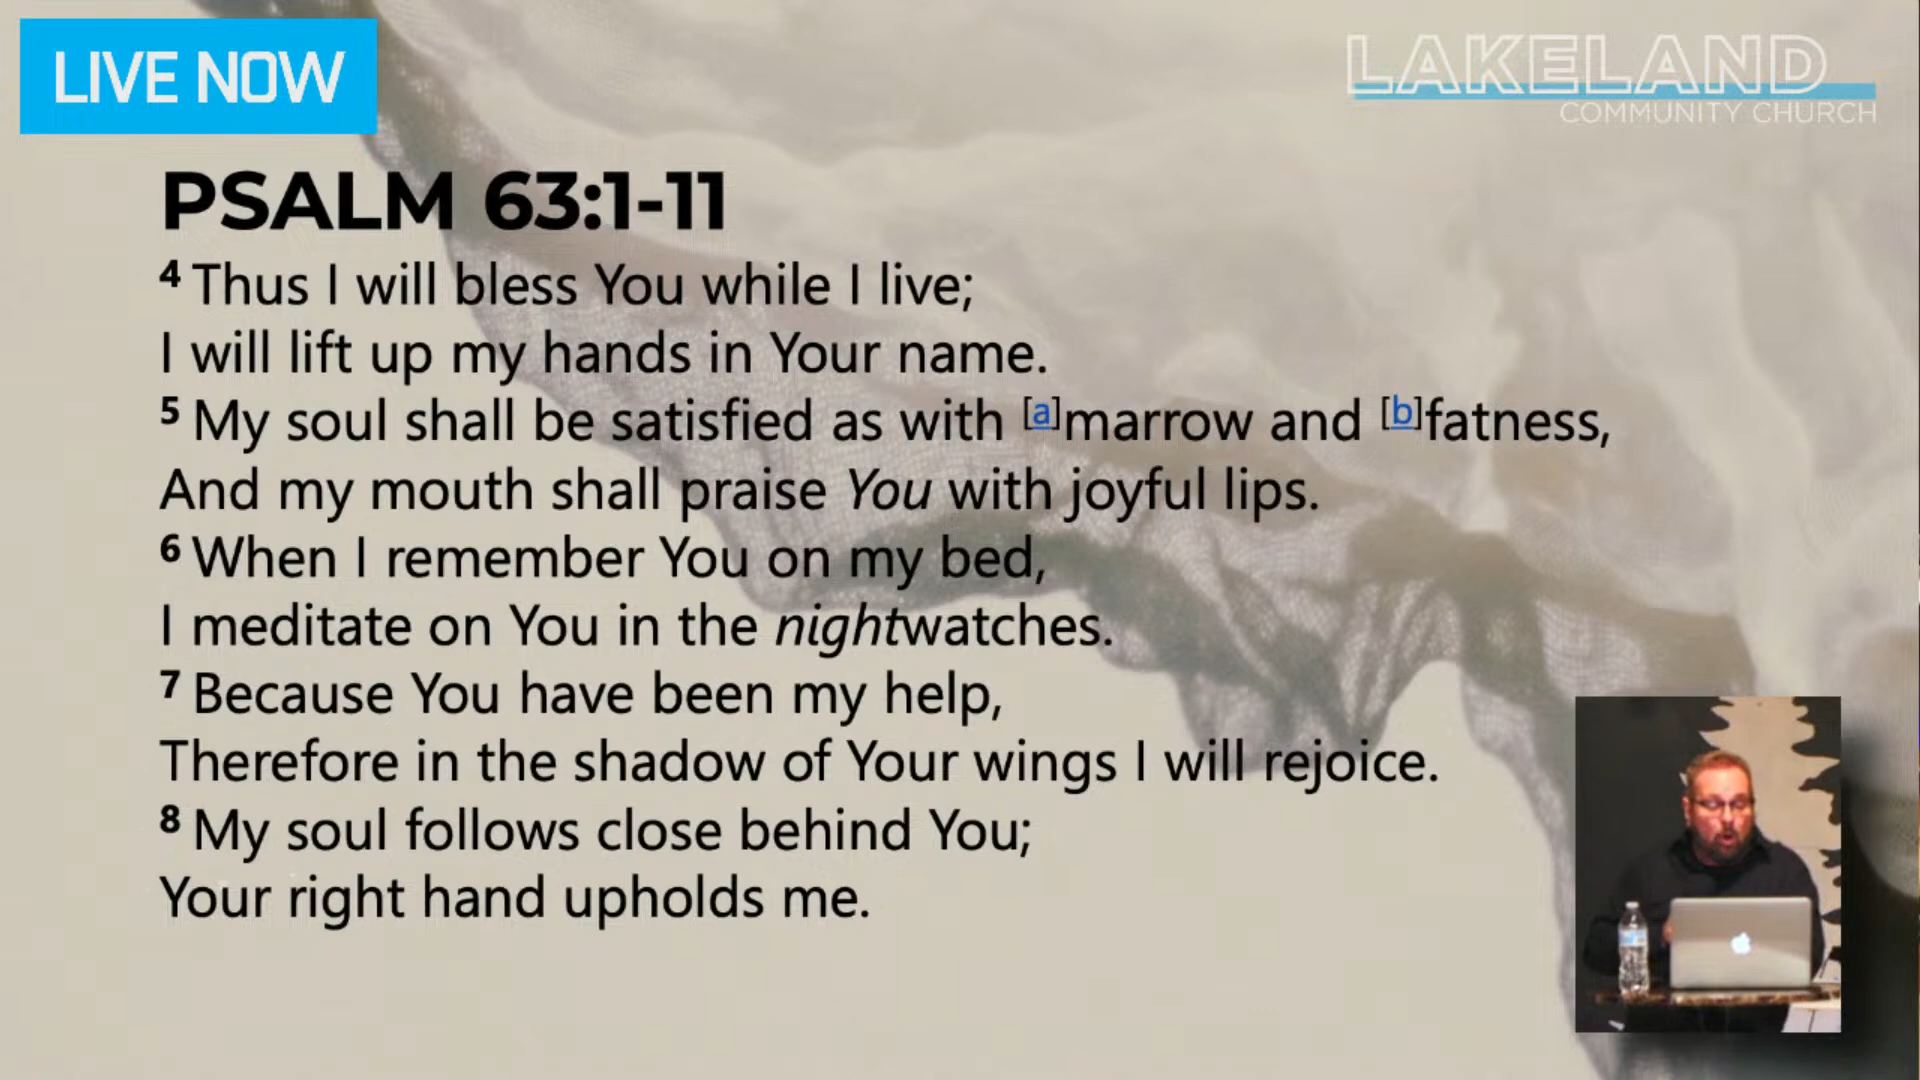 LIVE NOW
LAKELAND
COMMUNITY CHURCH
PSALM 63:1-11
4 Thus I will bless You while I live;
I will lift up my hands in Your name.
5 My soul shall be satisfied as with [a]marrow and [b]fatness,
And my mouth shall praise You with joyful lips.
6 When I remember You on my bed,
I meditate on You in the nightwatches.
7 Because You have been my help,
Therefore in the shadow of Your wings I will rejoice.
8 My soul follows close behind You;
Your right hand upholds me.